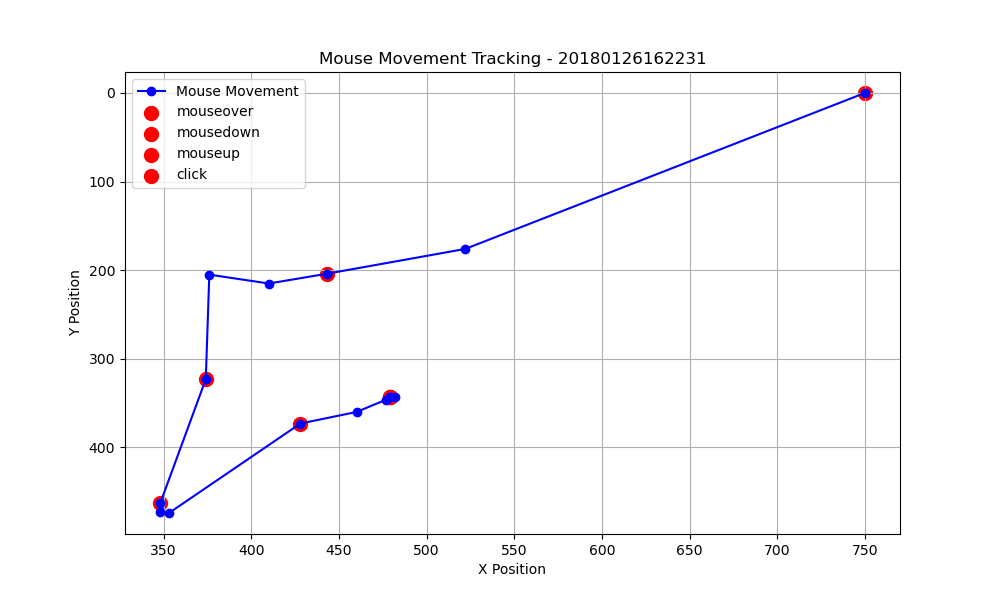 Mouse Movement Tracking - 20180126162231
Mouse Movement
mouseover
mousedown
mouseup
click
Y Position
0
100
200
300
400
350 400 450 500 550 600 650 700 750
X Position